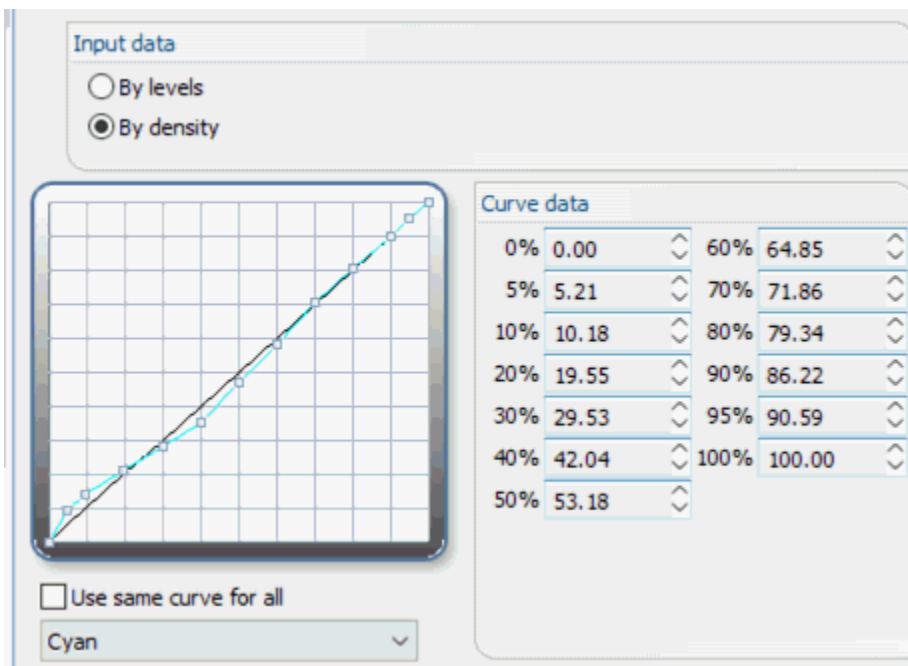 Input data
By levels
By density
Curve data
0% 0.00 60% 64.85
5% 5.21 70% 71.86
10% 10.18 80% 79.34
20% 19.55 90% 86.22
30% 29.53 95% 90.59
40% 42.04 100% 100.00
50% 53.18
Use same curve for all
Cyan